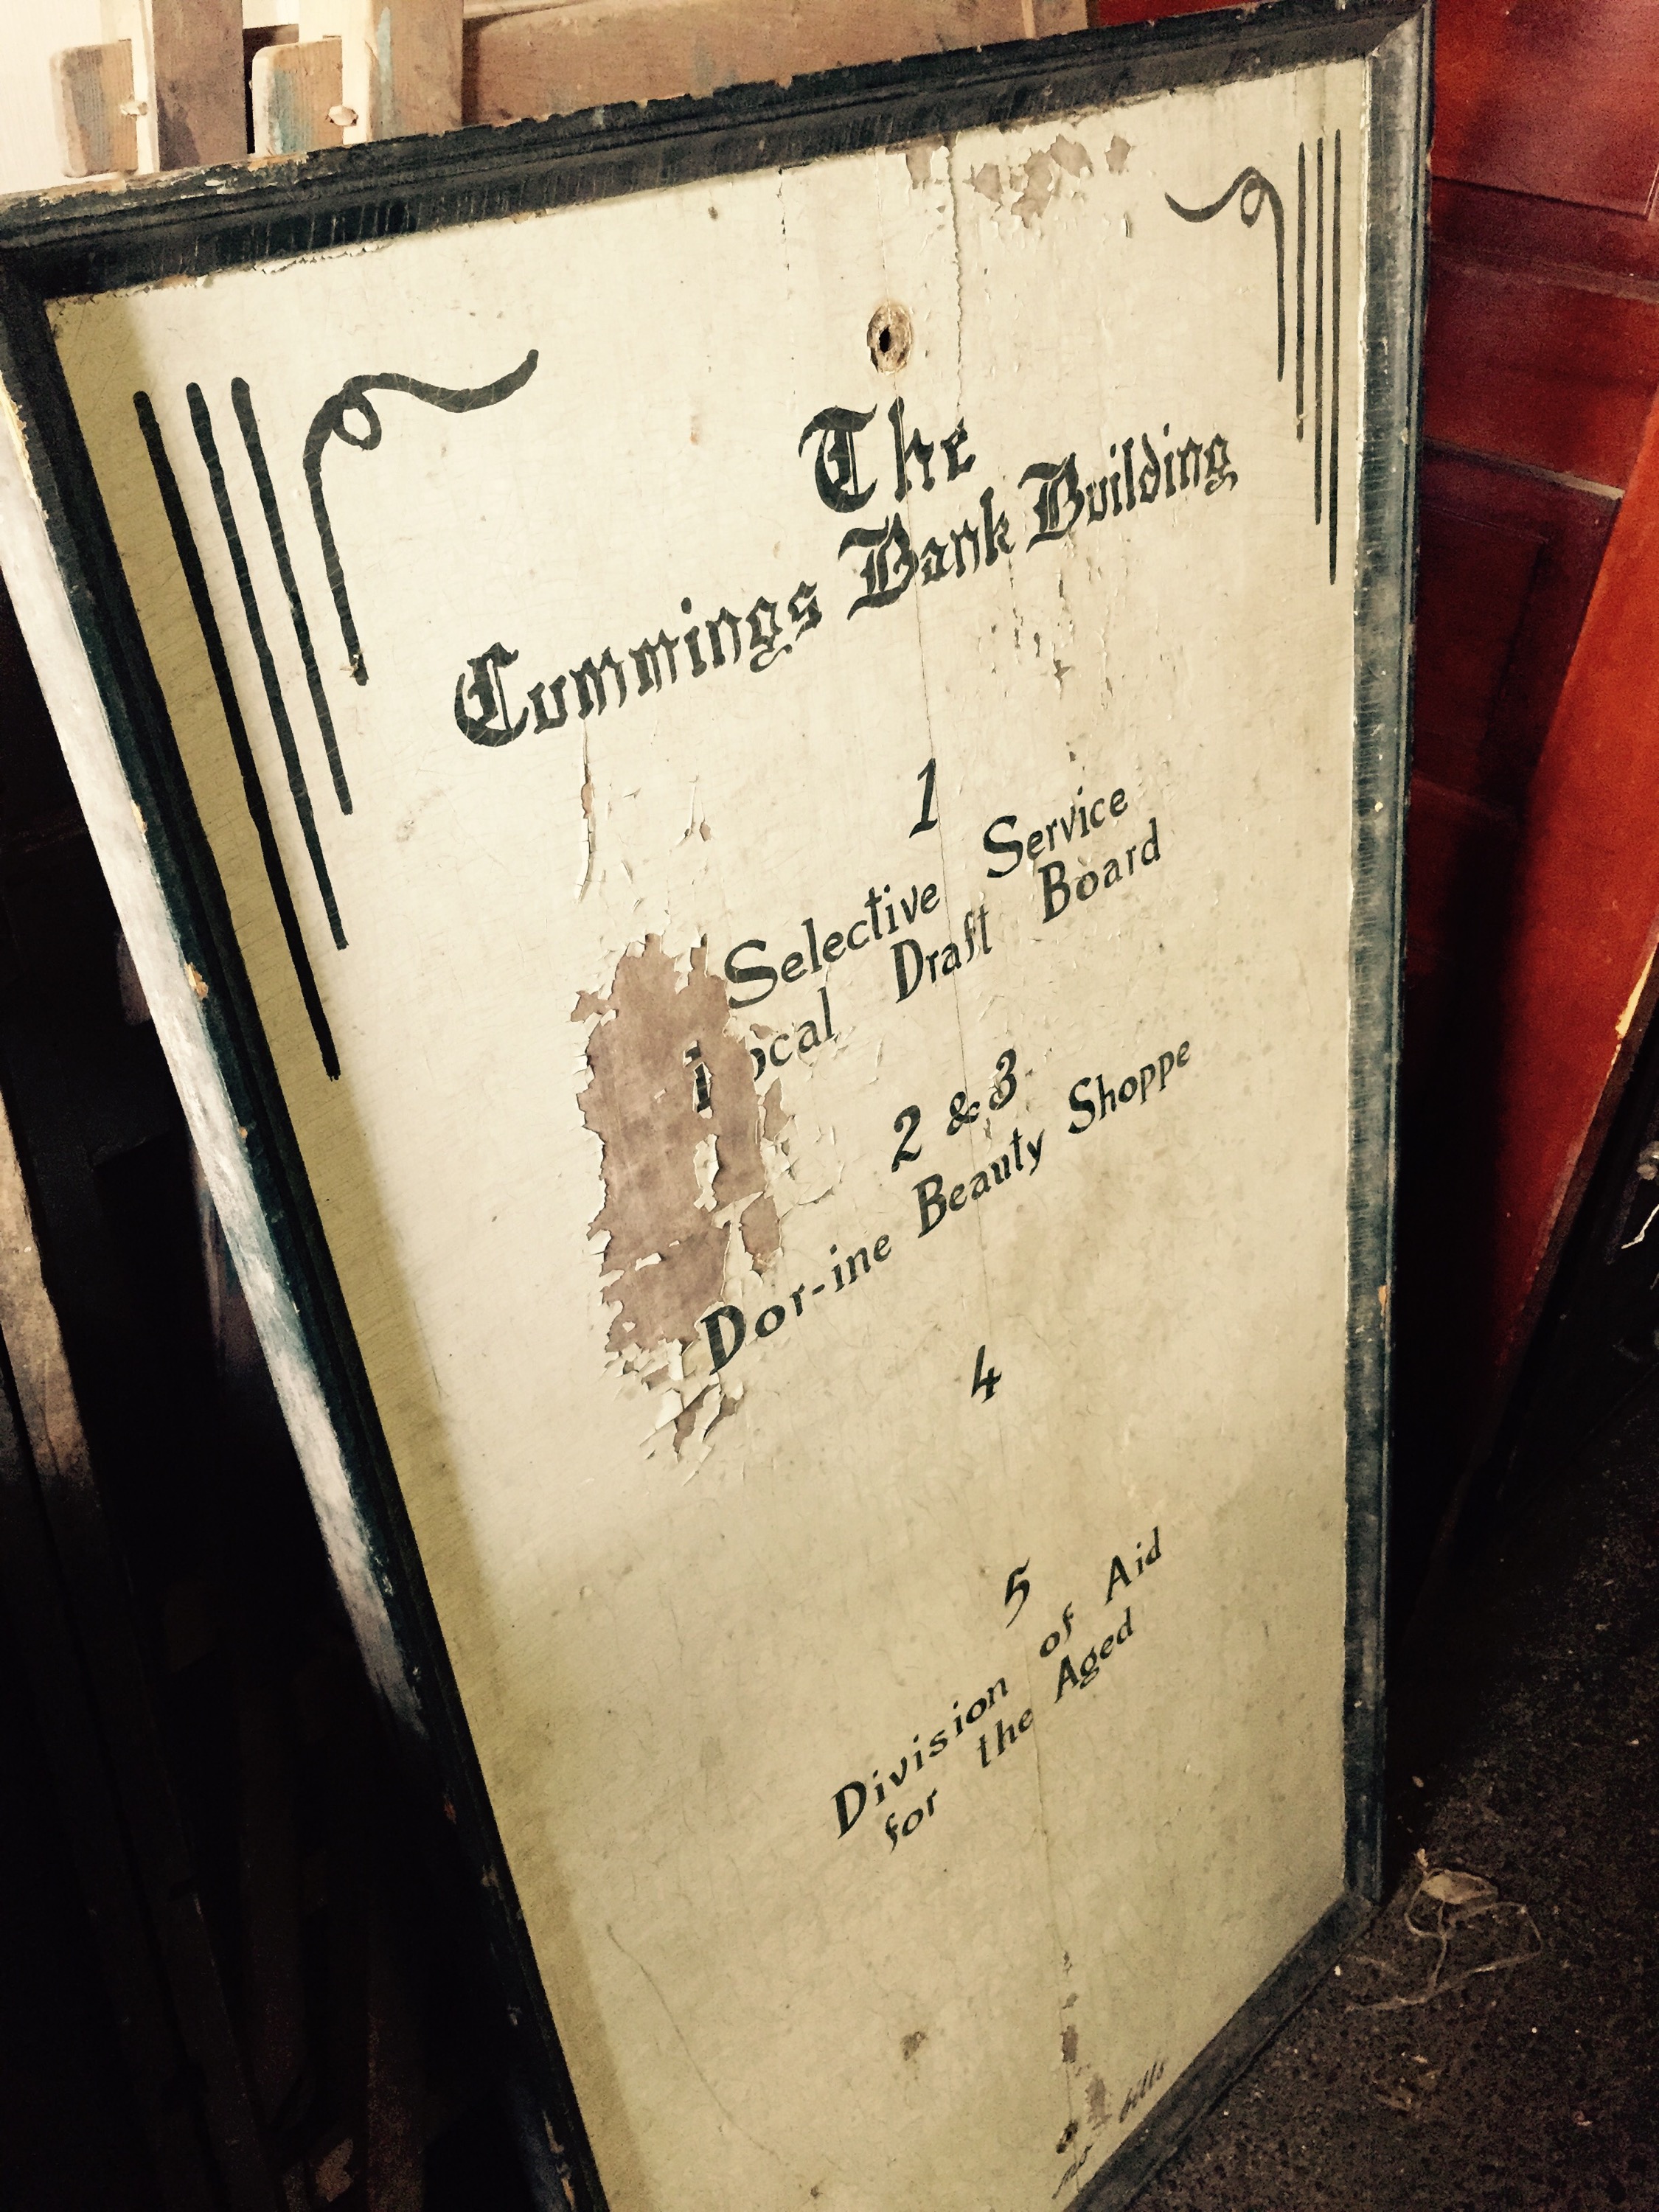 The
Cummings Bank Building
1
Selective Service
Local Draft Board
2 & 3
Dor-ine Beauty Shoppe
4
5
Division of Aid
for the Aged